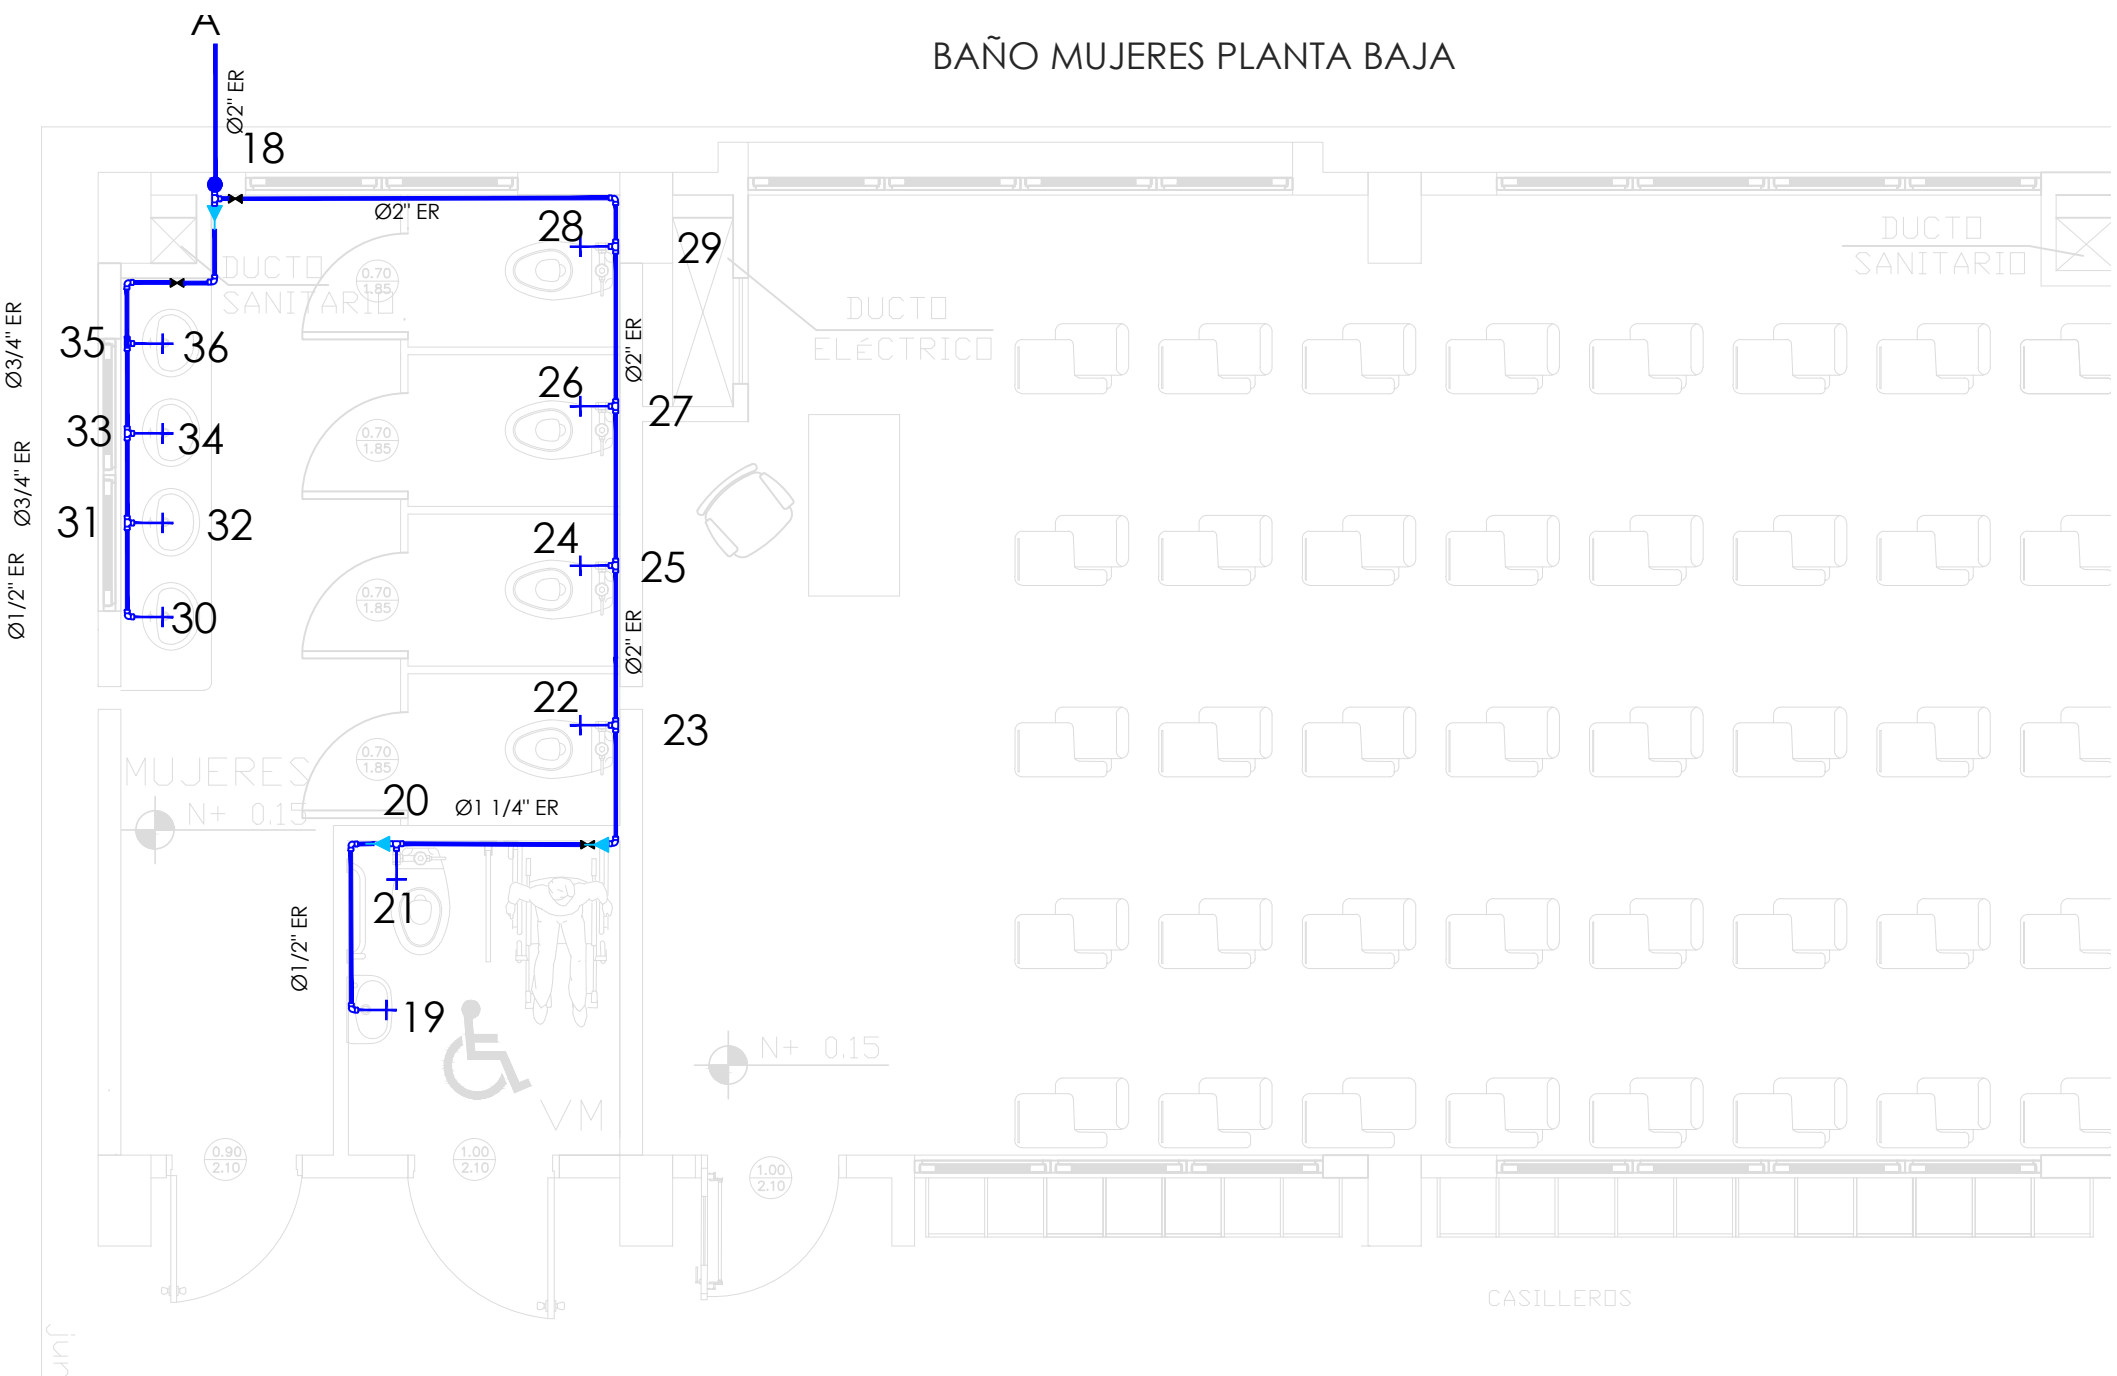 A
BAÑO MUJERES PLANTA BAJA
Ø2" ER
18
Ø2" ER
28
29
DUCTO
SANITARIO
DUCTO
SANITARIO
0.70
1.85
DUCTO
ELÉCTRICO
Ø3/4" ER
35
36
Ø2" ER
26
27
33
34
0.70
1.85
Ø3/4" ER
31
32
24
25
Ø1/2" ER
30
0.70
1.85
Ø2" ER
22
23
0.70
1.85
MUJERES
N+ 0.15
20
Ø1 1/4" ER
21
Ø1/2" ER
19
N+ 0.15
VM
0.90
2.10
1.00
2.10
1.00
2.10
CASILLEROS
jur